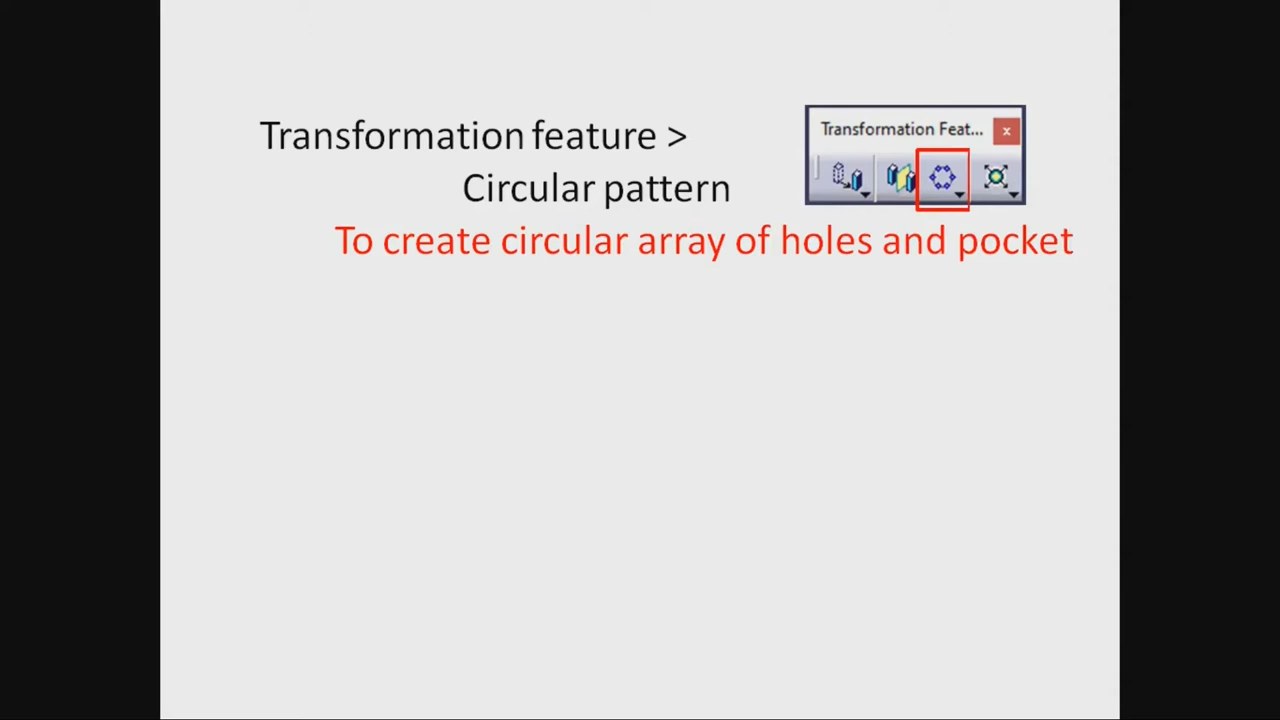 Transformation feature >
Transformation Feat...
x
Circular pattern
To create circular array of holes and pocket